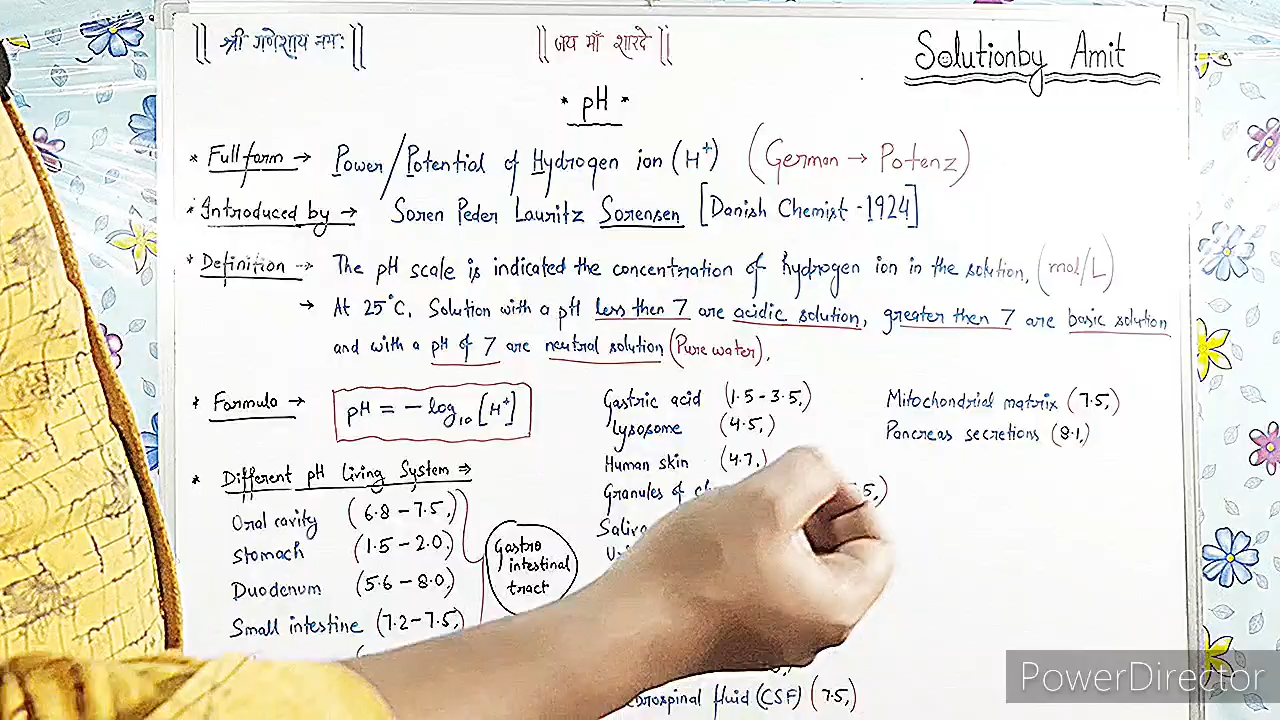 || श्री गणेशाय नमः ||
|| जय माँ शारदे ||
Solutionby Amit
* pH *
* Full form → Power/Potential of Hydrogen ion (H⁺) (German → Potenz)
* Introduced by → Soren Peder Lauritz Sorensen [Danish Chemist - 1924]
* Definition → The pH scale is indicated the concentration of hydrogen ion in the solution, (mol/L)
→ At 25°C, Solution with a pH less then 7 are acidic solution, greater then 7 are basic solution
and with a pH of 7 are neutral solution (Pure water),
* Formula → pH = - log₁₀ [H⁺]
* Different pH Living System ⇒
Oral cavity (6.8 - 7.5,)
Stomach (1.5 - 2.0,)
Duodenum (5.6 - 8.0,)
Small intestine (7.2 - 7.5,)
Gastro
intestinal
tract
Gastric acid (1.5 - 3.5,)
Lysosome (4.5,)
Human skin (4.7,)
Granules of
Fluid (CSF) (7.5,)
Mitochondrial matrix (7.5,)
Pancreas secretions (8.1,)
PowerDirector